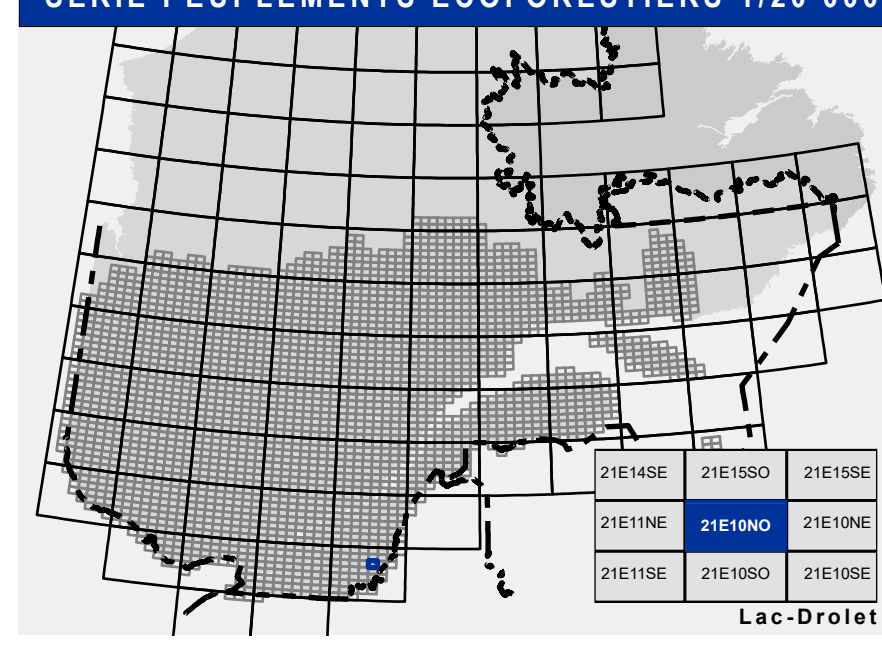 SÉRIE PEUPLEMENTS ÉCOFORESTIERS 1/20 000
21E14SE 21E15SO 21E15SE
21E11NE 21E10NO 21E10NE
21E11SE 21E10SO 21E10SE
Lac-Drolet